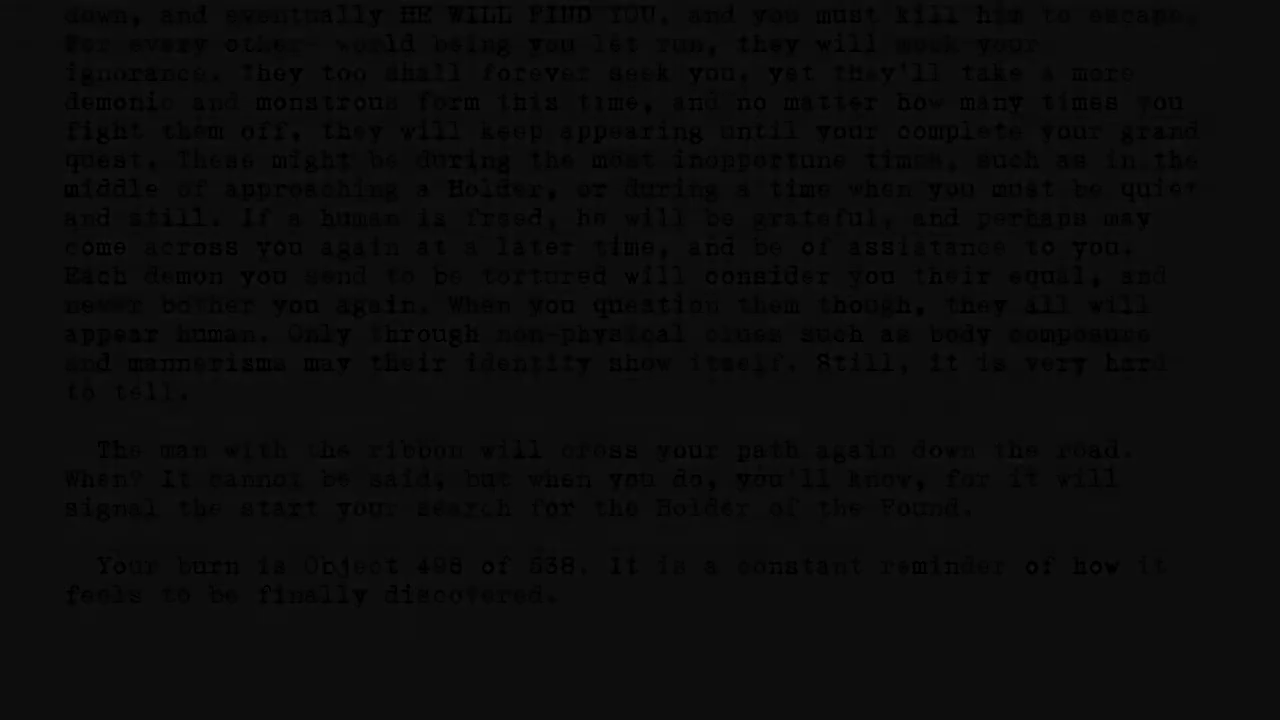 down, and eventually HE WILL FIND YOU, and you must kill him to escape.
For every other-world being you let run, they will mock your
ignorance. They too shall forever seek you, yet they'll take a more
demonic and monstrous form this time, and no matter how many times you
fight them off, they will keep appearing until your complete your grand
quest. These might be during the most inopportune times, such as in the
middle of approaching a Holder, or during a time when you must be quiet
and still. If a human is freed, he will be grateful, and perhaps may
come across you again at a later time, and be of assistance to you.
Each demon you send to be tortured will consider you their equal, and
never bother you again. When you question them though, they all will
appear human. Only through non-physical clues such as body composure
and mannerisms may their identity show itself. Still, it is very hard
to tell.
The man with the ribbon will cross your path again down the road.
When? It cannot be said, but when you do, you'll know, for it will
signal the start your search for the Holder of the Found.
Your burn is Object 498 of 538. It is a constant reminder of how it
feels to be finally discovered.